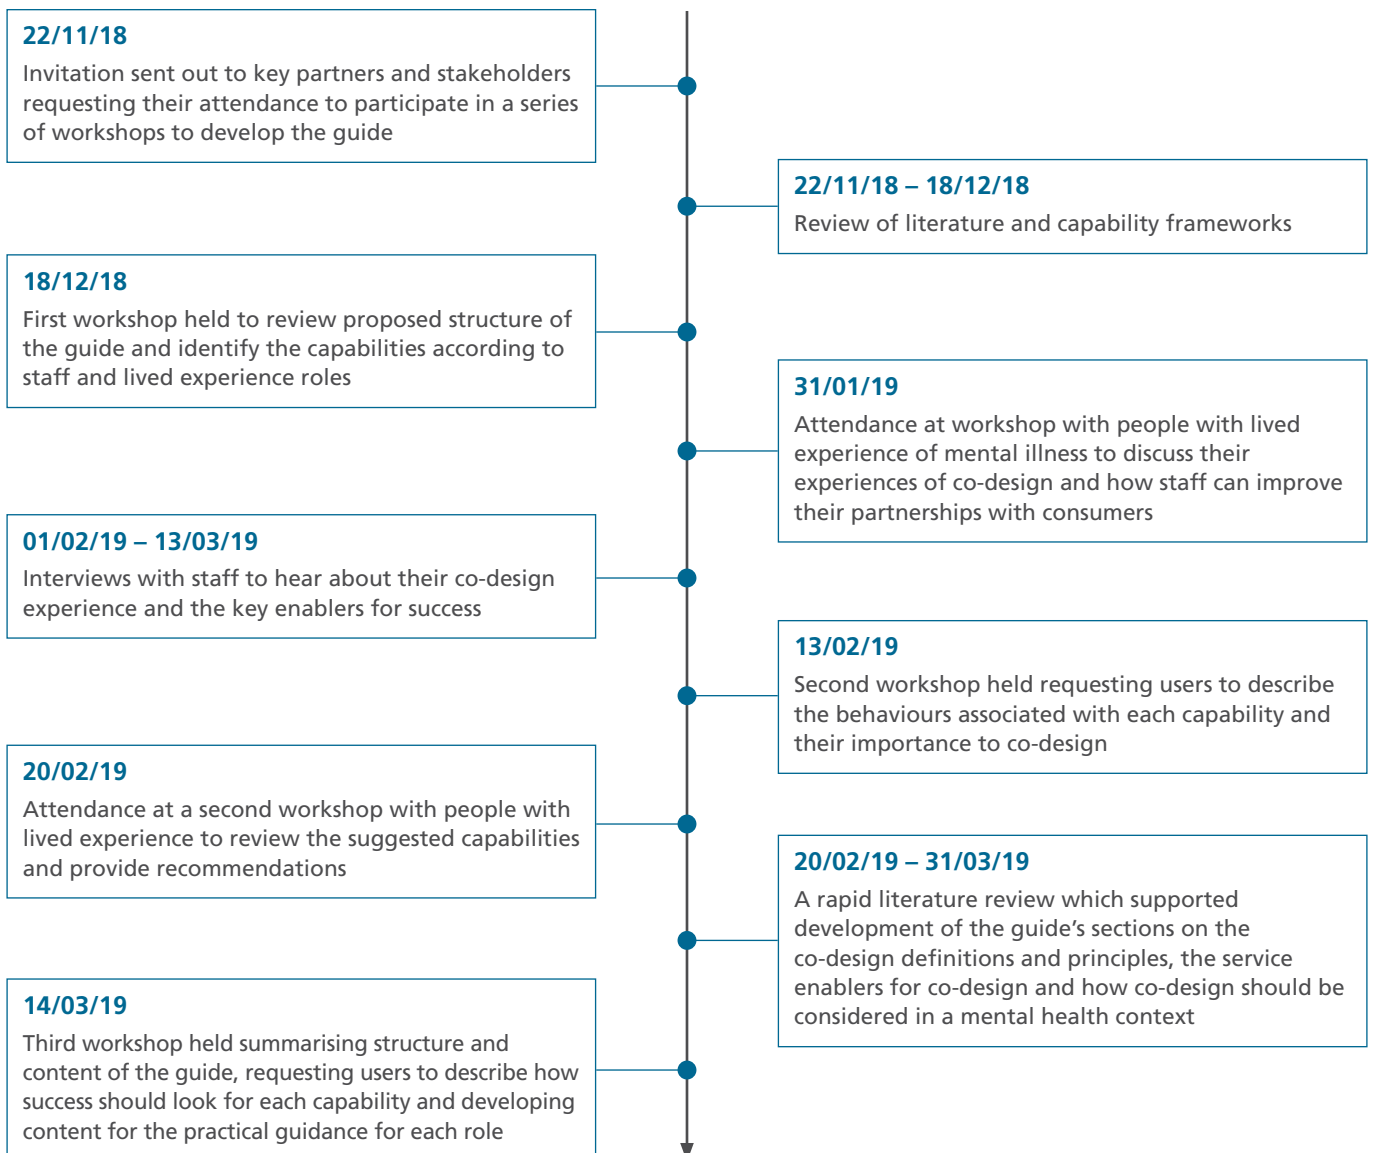 22/11/18
Invitation sent out to key partners and stakeholders
requesting their attendance to participate in a series
of workshops to develop the guide
22/11/18 – 18/12/18
Review of literature and capability frameworks
18/12/18
First workshop held to review proposed structure of
the guide and identify the capabilities according to
staff and lived experience roles
31/01/19
Attendance at workshop with people with lived
experience of mental illness to discuss their
experiences of co-design and how staff can improve
their partnerships with consumers
01/02/19 – 13/03/19
Interviews with staff to hear about their co-design
experience and the key enablers for success
13/02/19
Second workshop held requesting users to describe
the behaviours associated with each capability and
their importance to co-design
20/02/19
Attendance at a second workshop with people with
lived experience to review the suggested capabilities
and provide recommendations
20/02/19 – 31/03/19
A rapid literature review which supported
development of the guide's sections on the
co-design definitions and principles, the service
enablers for co-design and how co-design should be
considered in a mental health context
14/03/19
Third workshop held summarising structure and
content of the guide, requesting users to describe how
success should look for each capability and developing
content for the practical guidance for each role